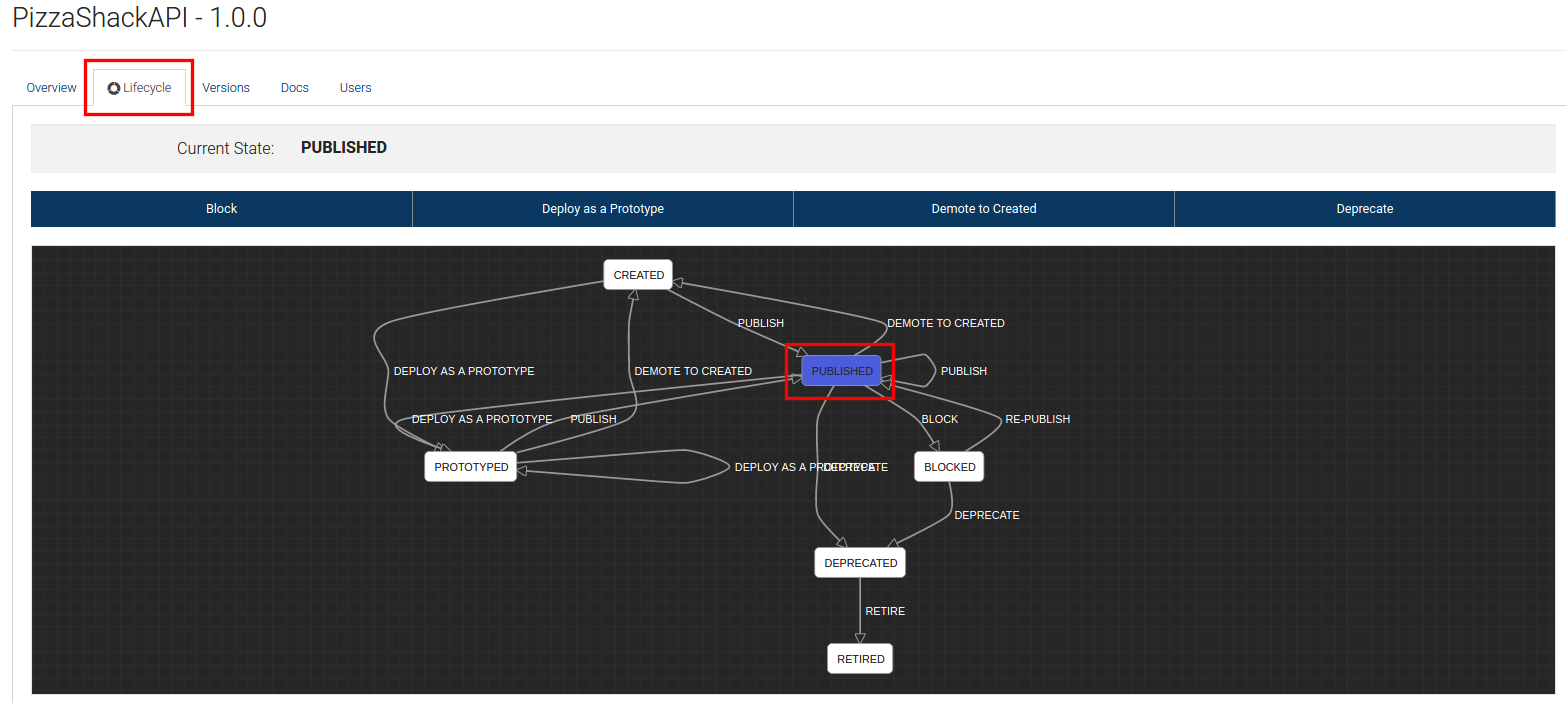 PizzaShackAPI - 1.0.0
Overview Lifecycle Versions Docs Users
Current State: PUBLISHED
Block Deploy as a Prototype Demote to Created Deprecate
CREATED
PUBLISH DEMOTE TO CREATED
DEPLOY AS A PROTOTYPE DEMOTE TO CREATED PUBLISHED PUBLISH
DEPLOY AS A PROTOTYPE PUBLISH BLOCK RE-PUBLISH
PROTOTYPED DEPLOY AS A PROTOTYPE DEPRECATE BLOCKED
DEPRECATE
DEPRECATED
RETIRE
RETIRED